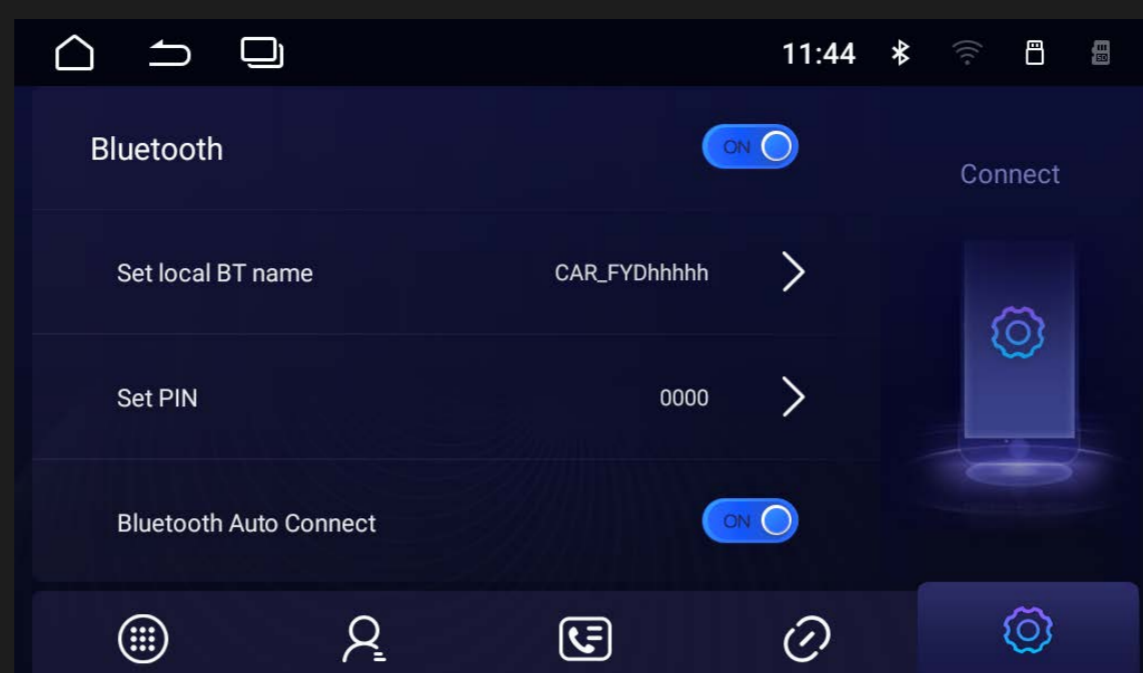 11:44
Bluetooth
ON
Connect
Set local BT name
CAR_FYDhhhhh
Set PIN
0000
Bluetooth Auto Connect
ON